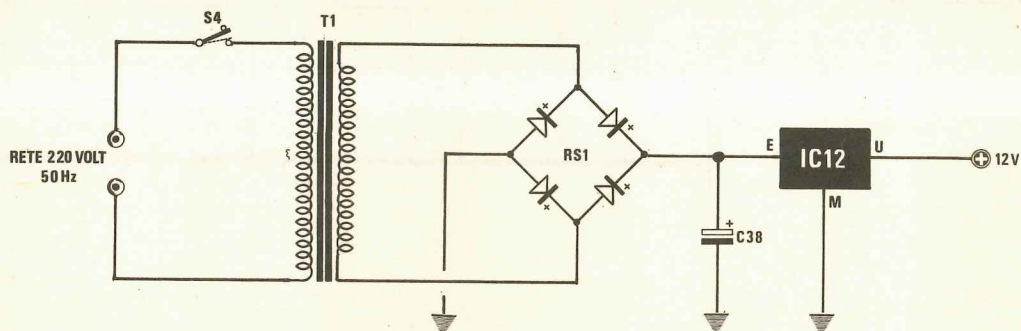 S4
T1
RETE 220 VOLT
50 Hz
RS1
E
IC12
U
12V
M
+
C38